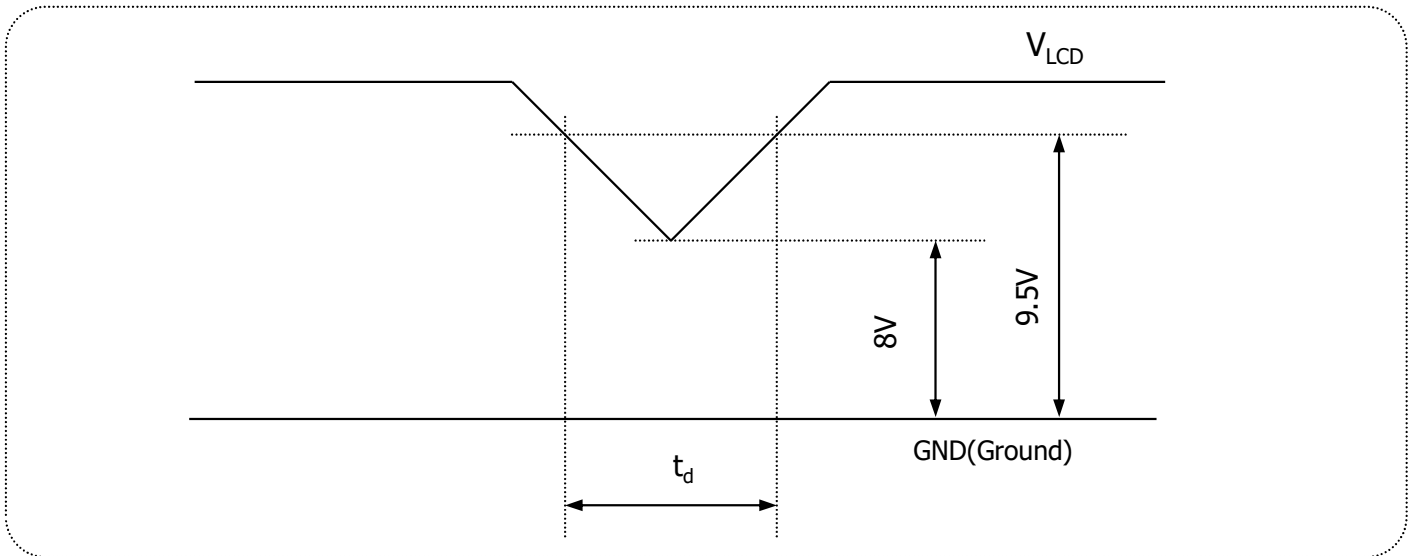 V_LCD
9.5V
8V
GND(Ground)
t_d